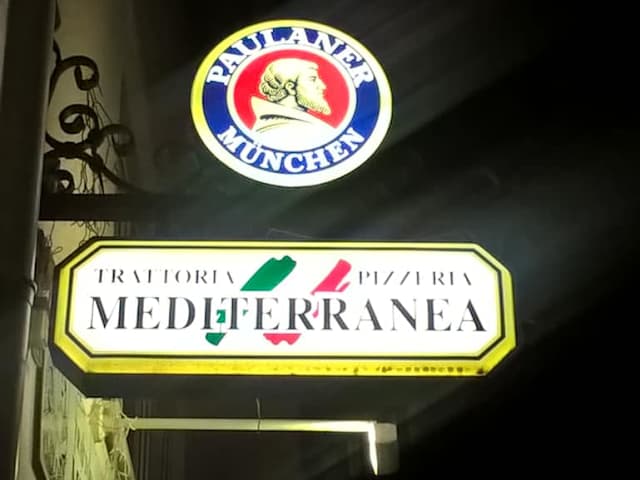 PAULANER
MÜNCHEN
TRATTORIA PIZZERIA
MEDITERRANEA